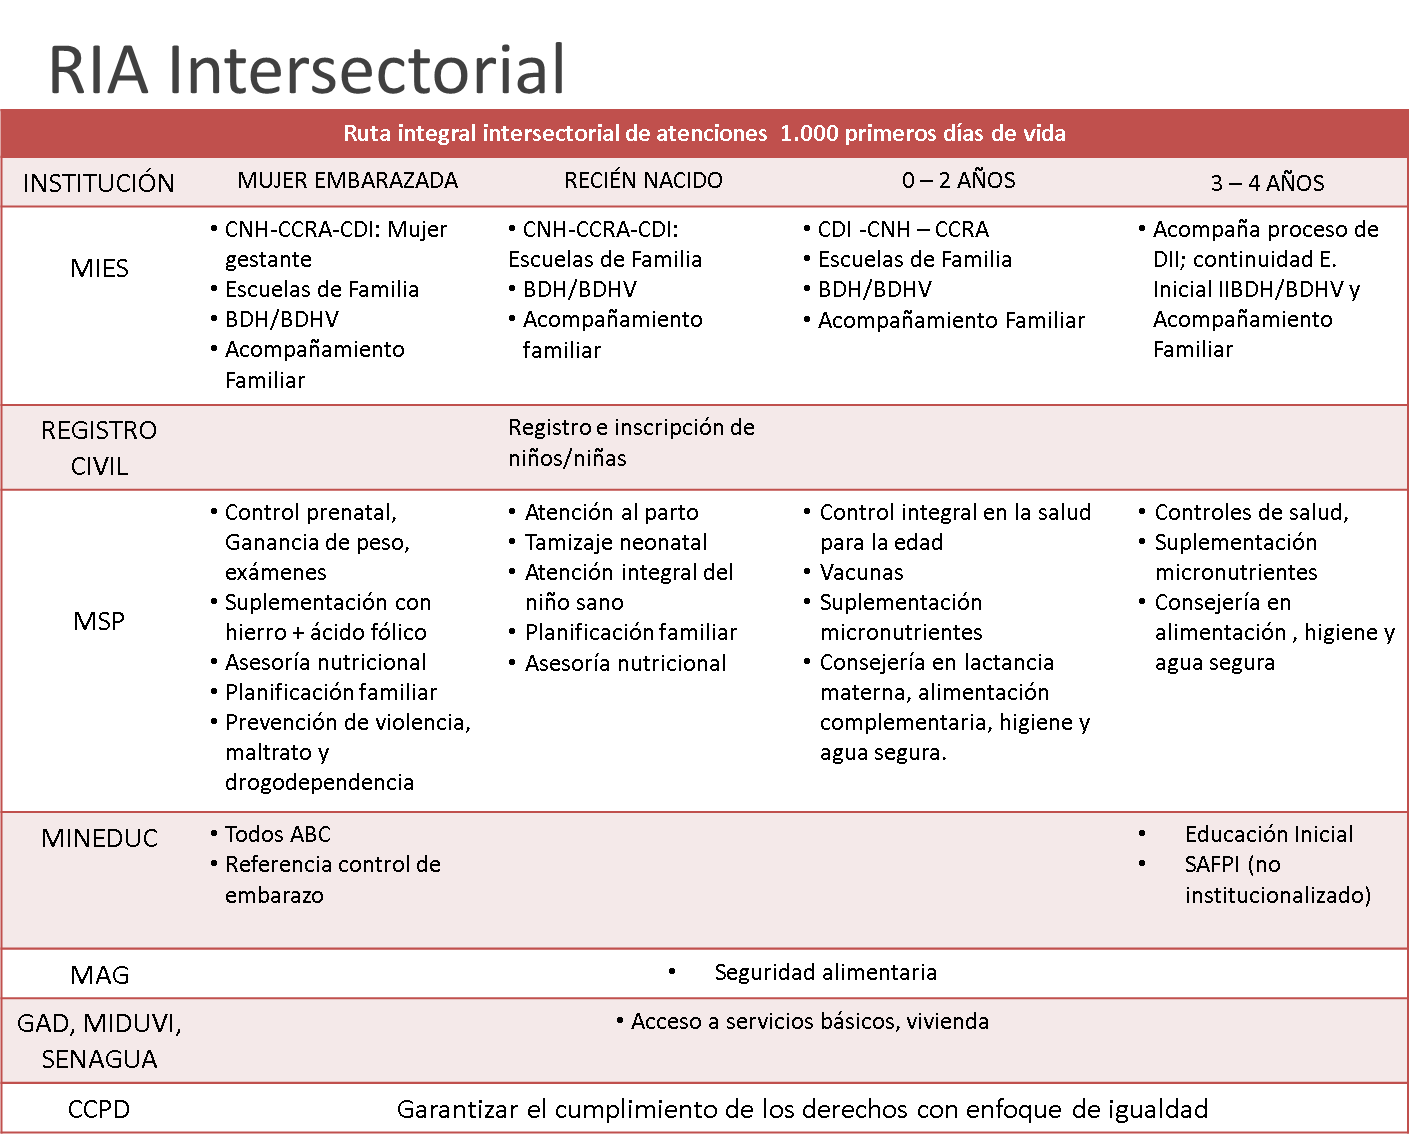 RIA Intersectorial
Ruta integral intersectorial de atenciones 1.000 primeros días de vida
INSTITUCIÓN
MUJER EMBARAZADA
RECIÉN NACIDO
0 – 2 AÑOS
3 – 4 AÑOS
MIES
• CNH-CCRA-CDI: Mujer
gestante
• Escuelas de Familia
• BDH/BDHV
• Acompañamiento
Familiar
• CNH-CCRA-CDI:
Escuelas de Familia
• BDH/BDHV
• Acompañamiento
familiar
• CDI -CNH – CCRA
• Escuelas de Familia
• BDH/BDHV
• Acompañamiento Familiar
• Acompaña proceso de
DII; continuidad E.
Inicial IIBDH/BDHV y
Acompañamiento
Familiar
REGISTRO
CIVIL
Registro e inscripción de
niños/niñas
MSP
• Control prenatal,
Ganancia de peso,
exámenes
• Suplementación con
hierro + ácido fólico
• Asesoría nutricional
• Planificación familiar
• Prevención de violencia,
maltrato y
drogodependencia
• Atención al parto
• Tamizaje neonatal
• Atención integral del
niño sano
• Planificación familiar
• Asesoría nutricional
• Control integral en la salud
para la edad
• Vacunas
• Suplementación
micronutrientes
• Consejería en lactancia
materna, alimentación
complementaria, higiene y
agua segura.
• Controles de salud,
• Suplementación
micronutrientes
• Consejería en
alimentación , higiene y
agua segura
MINEDUC
• Todos ABC
• Referencia control de
embarazo
• Educación Inicial
• SAFPI (no
institucionalizado)
MAG
• Seguridad alimentaria
GAD, MIDUVI,
SENAGUA
• Acceso a servicios básicos, vivienda
CCPD
Garantizar el cumplimiento de los derechos con enfoque de igualdad